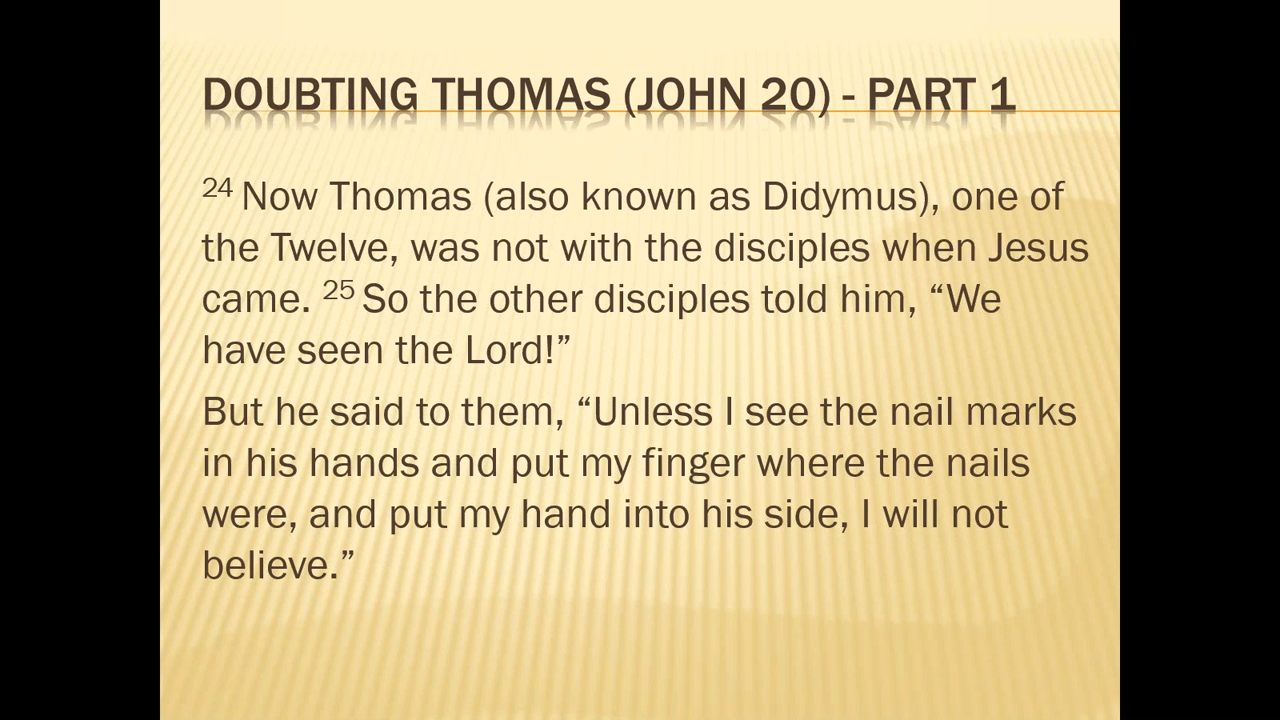 DOUBTING THOMAS (JOHN 20) - PART 1
24 Now Thomas (also known as Didymus), one of
the Twelve, was not with the disciples when Jesus
came. 25 So the other disciples told him, “We
have seen the Lord!”
But he said to them, “Unless I see the nail marks
in his hands and put my finger where the nails
were, and put my hand into his side, I will not
believe.”